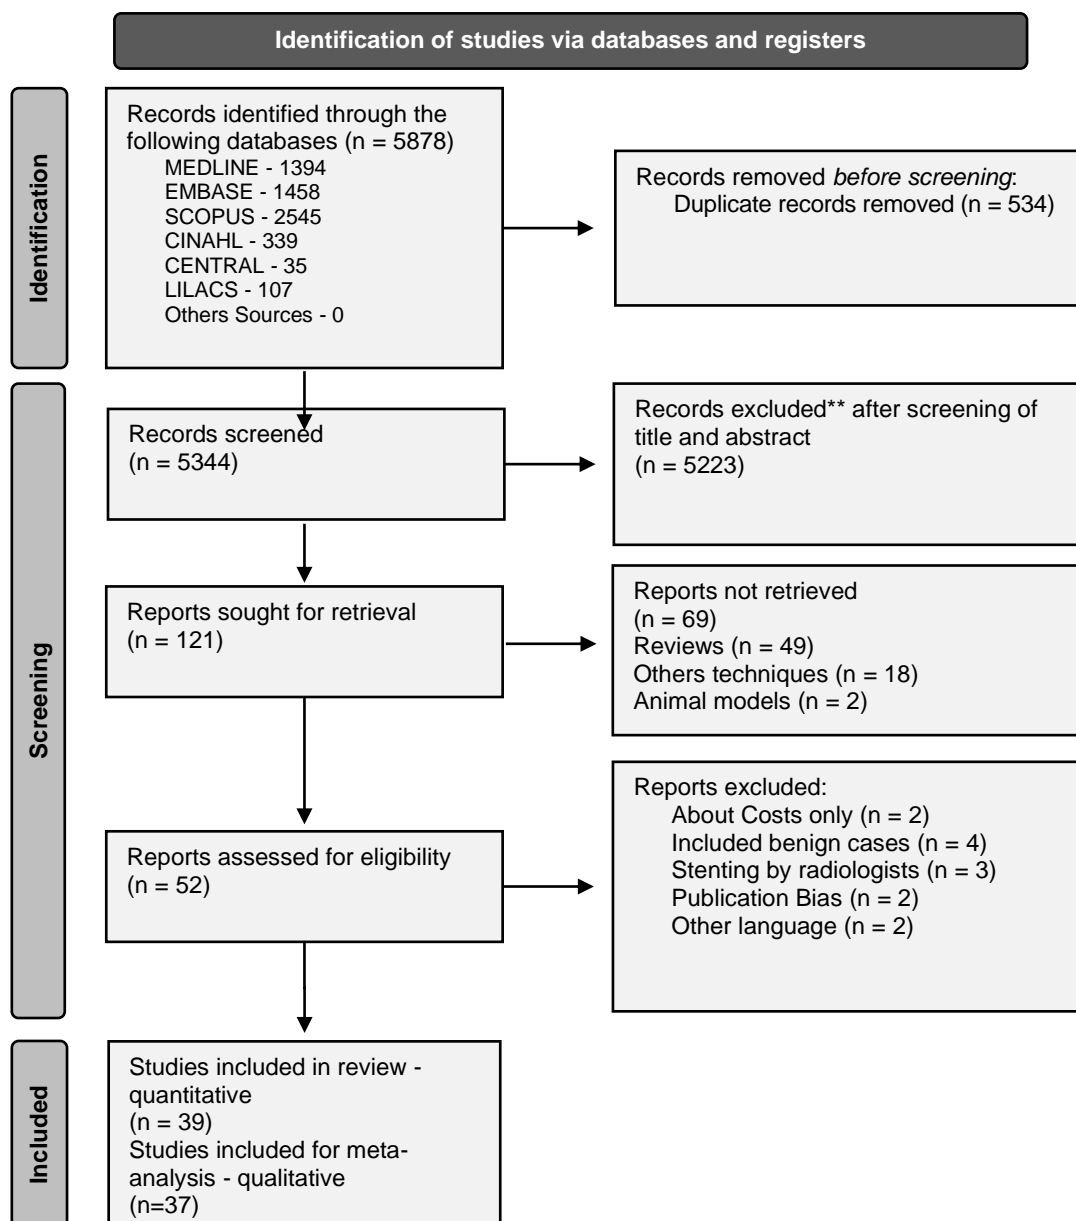 Identification of studies via databases and registers
Identification
Records identified through the
following databases (n = 5878)
MEDLINE - 1394
EMBASE - 1458
SCOPUS - 2545
CINAHL - 339
CENTRAL - 35
LILACS - 107
Others Sources - 0
Records removed before screening:
Duplicate records removed (n = 534)
Screening
Records screened
(n = 5344)
Records excluded** after screening of
title and abstract
(n = 5223)
Reports sought for retrieval
(n = 121)
Reports not retrieved
(n = 69)
Reviews (n = 49)
Others techniques (n = 18)
Animal models (n = 2)
Reports assessed for eligibility
(n = 52)
Reports excluded:
About Costs only (n = 2)
Included benign cases (n = 4)
Stenting by radiologists (n = 3)
Publication Bias (n = 2)
Other language (n = 2)
Included
Studies included in review -
quantitative
(n = 39)
Studies included for meta-
analysis - qualitative
(n=37)